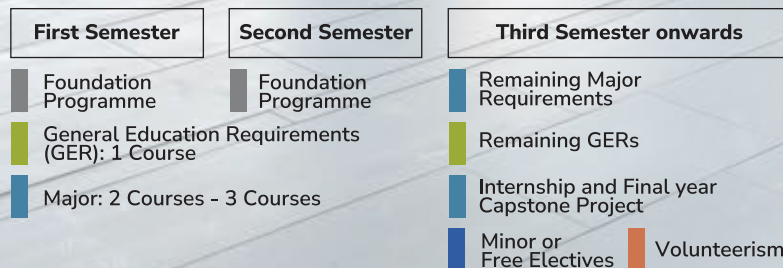 First Semester
Second Semester
Third Semester onwards
Foundation
Programme
Foundation
Programme
General Education Requirements
(GER): 1 Course
Major: 2 Courses - 3 Courses
Remaining Major
Requirements
Remaining GERs
Internship and Final year
Capstone Project
Minor or
Free Electives
Volunteerism